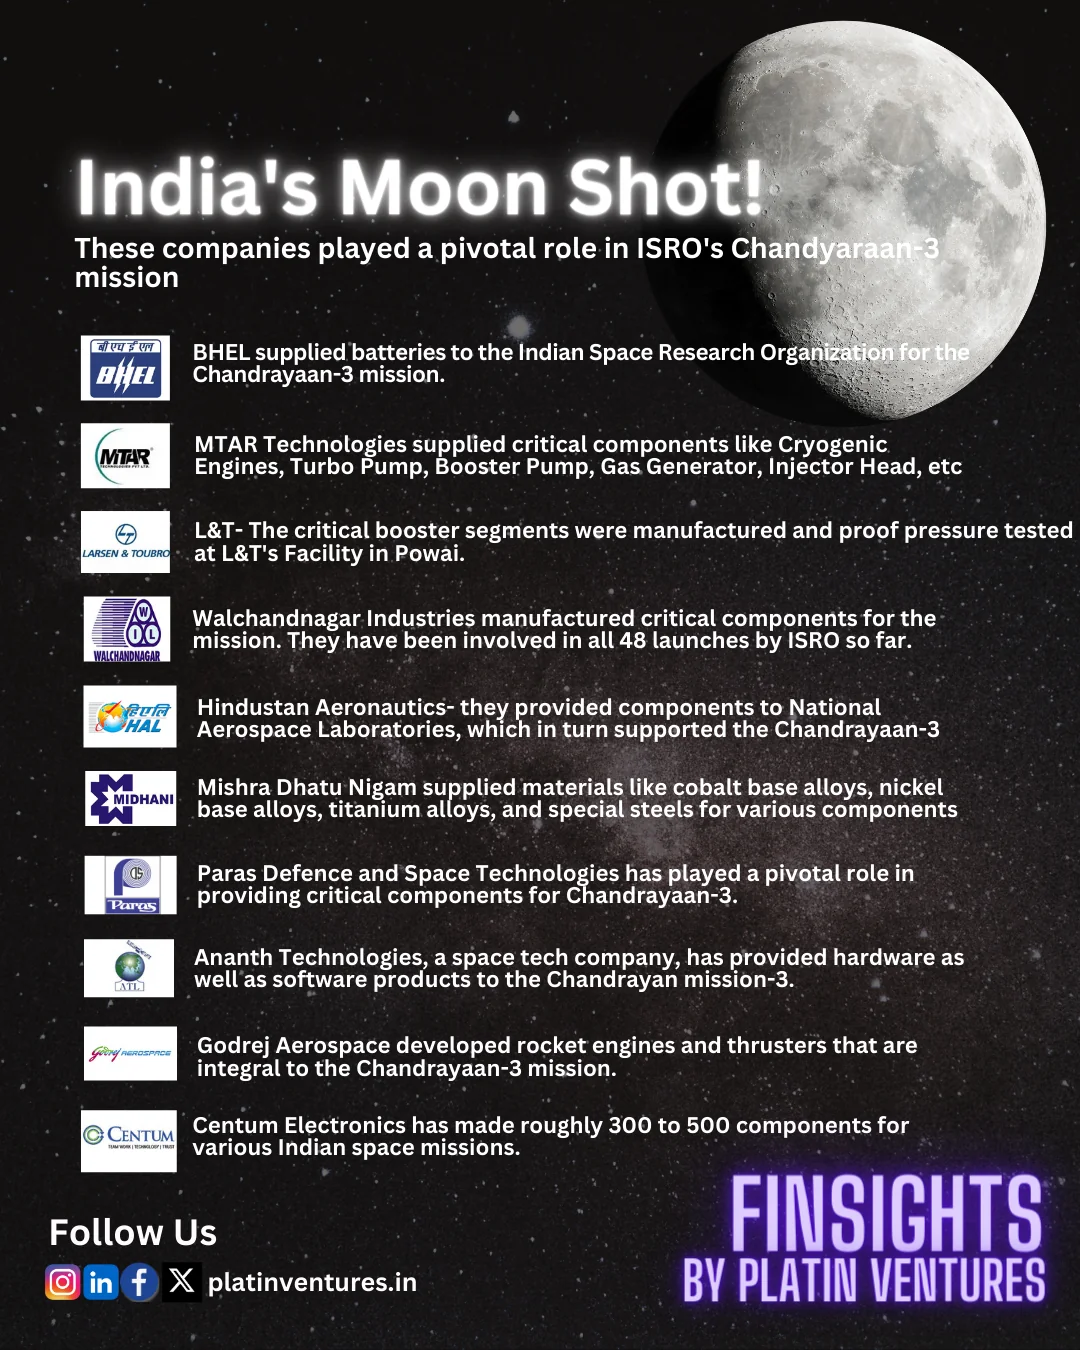 India's Moon Shot!
These companies played a pivotal role in ISRO's Chandyaraan-3
mission
बी एच ई एल
BHEL
BHEL supplied batteries to the Indian Space Research Organization for the
Chandrayaan-3 mission.
MTAR
TECHNOLOGIES PVT LTD.
MTAR Technologies supplied critical components like Cryogenic
Engines, Turbo Pump, Booster Pump, Gas Generator, Injector Head, etc
LARSEN & TOUBRO
L&T- The critical booster segments were manufactured and proof pressure tested
at L&T's Facility in Powai.
W
I L
WALCHANDNAGAR
Walchandnagar Industries manufactured critical components for the
mission. They have been involved in all 48 launches by ISRO so far.
एचएएल
HAL
Hindustan Aeronautics- they provided components to National
Aerospace Laboratories, which in turn supported the Chandrayaan-3
MIDHANI
Mishra Dhatu Nigam supplied materials like cobalt base alloys, nickel
base alloys, titanium alloys, and special steels for various components
Paras
Paras Defence and Space Technologies has played a pivotal role in
providing critical components for Chandrayaan-3.
ATL
Ananth Technologies, a space tech company, has provided hardware as
well as software products to the Chandrayan mission-3.
Godrej AEROSPACE
Godrej Aerospace developed rocket engines and thrusters that are
integral to the Chandrayaan-3 mission.
CENTUM
TEAM WORK | TECHNOLOGY | TRUST
Centum Electronics has made roughly 300 to 500 components for
various Indian space missions.
FINSIGHTS
BY PLATIN VENTURES
Follow Us
platinventures.in